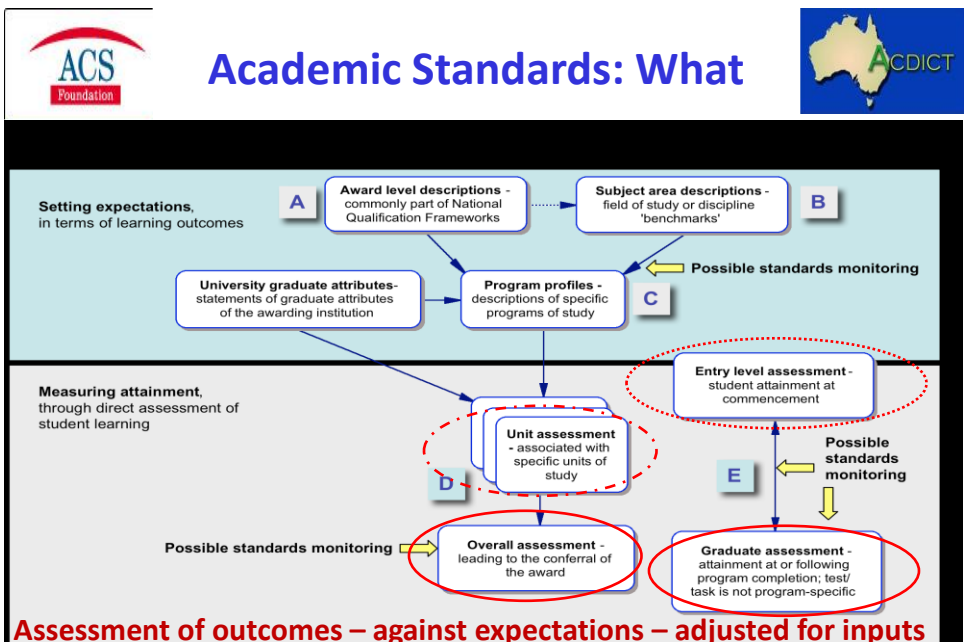 ACS
Foundation
Academic Standards: What
ACDICT
Setting expectations,
in terms of learning outcomes
A
Award level descriptions -
commonly part of National
Qualification Frameworks
Subject area descriptions -
field of study or discipline
'benchmarks'
B
Possible standards monitoring
University graduate attributes-
statements of graduate attributes
of the awarding institution
Program profiles -
descriptions of specific
programs of study
C
Measuring attainment,
through direct assessment of
student learning
Entry level assessment -
student attainment at
commencement
Unit assessment
- associated with
specific units of
study
D
Possible
standards
monitoring
E
Possible standards monitoring
Overall assessment -
leading to the conferral of
the award
Graduate assessment -
attainment at or following
program completion; test/
task is not program-specific
Assessment of outcomes – against expectations – adjusted for inputs